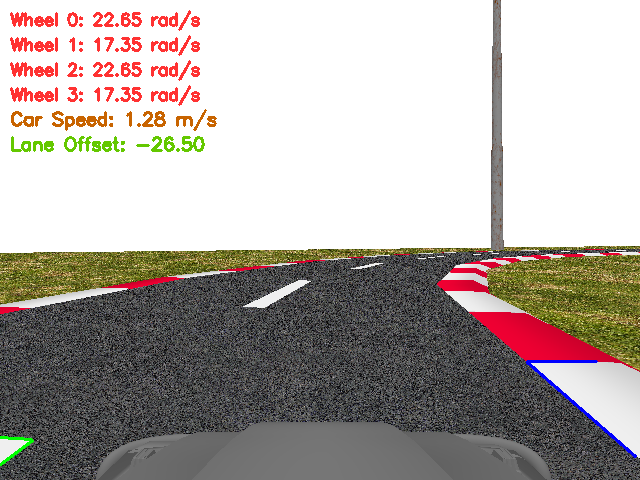 Wheel 0: 22.65 rad/s
Wheel 1: 17.35 rad/s
Wheel 2: 22.65 rad/s
Wheel 3: 17.35 rad/s
Car Speed: 1.28 m/s
Lane Offset: -26.50